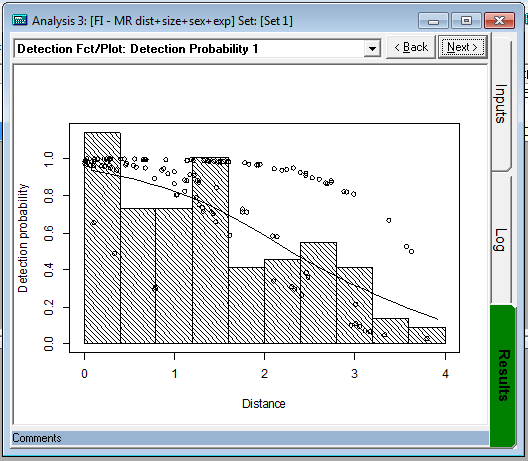 Analysis 3: [FI - MR dist+size+sex+exp] Set: [Set 1]
Detection Fct/Plot: Detection Probability 1
< Back
Next >
Inputs
Log
Results
Detection probability
1.0
0.8
0.6
0.4
0.2
0.0
0 1 2 3 4
Distance
Comments